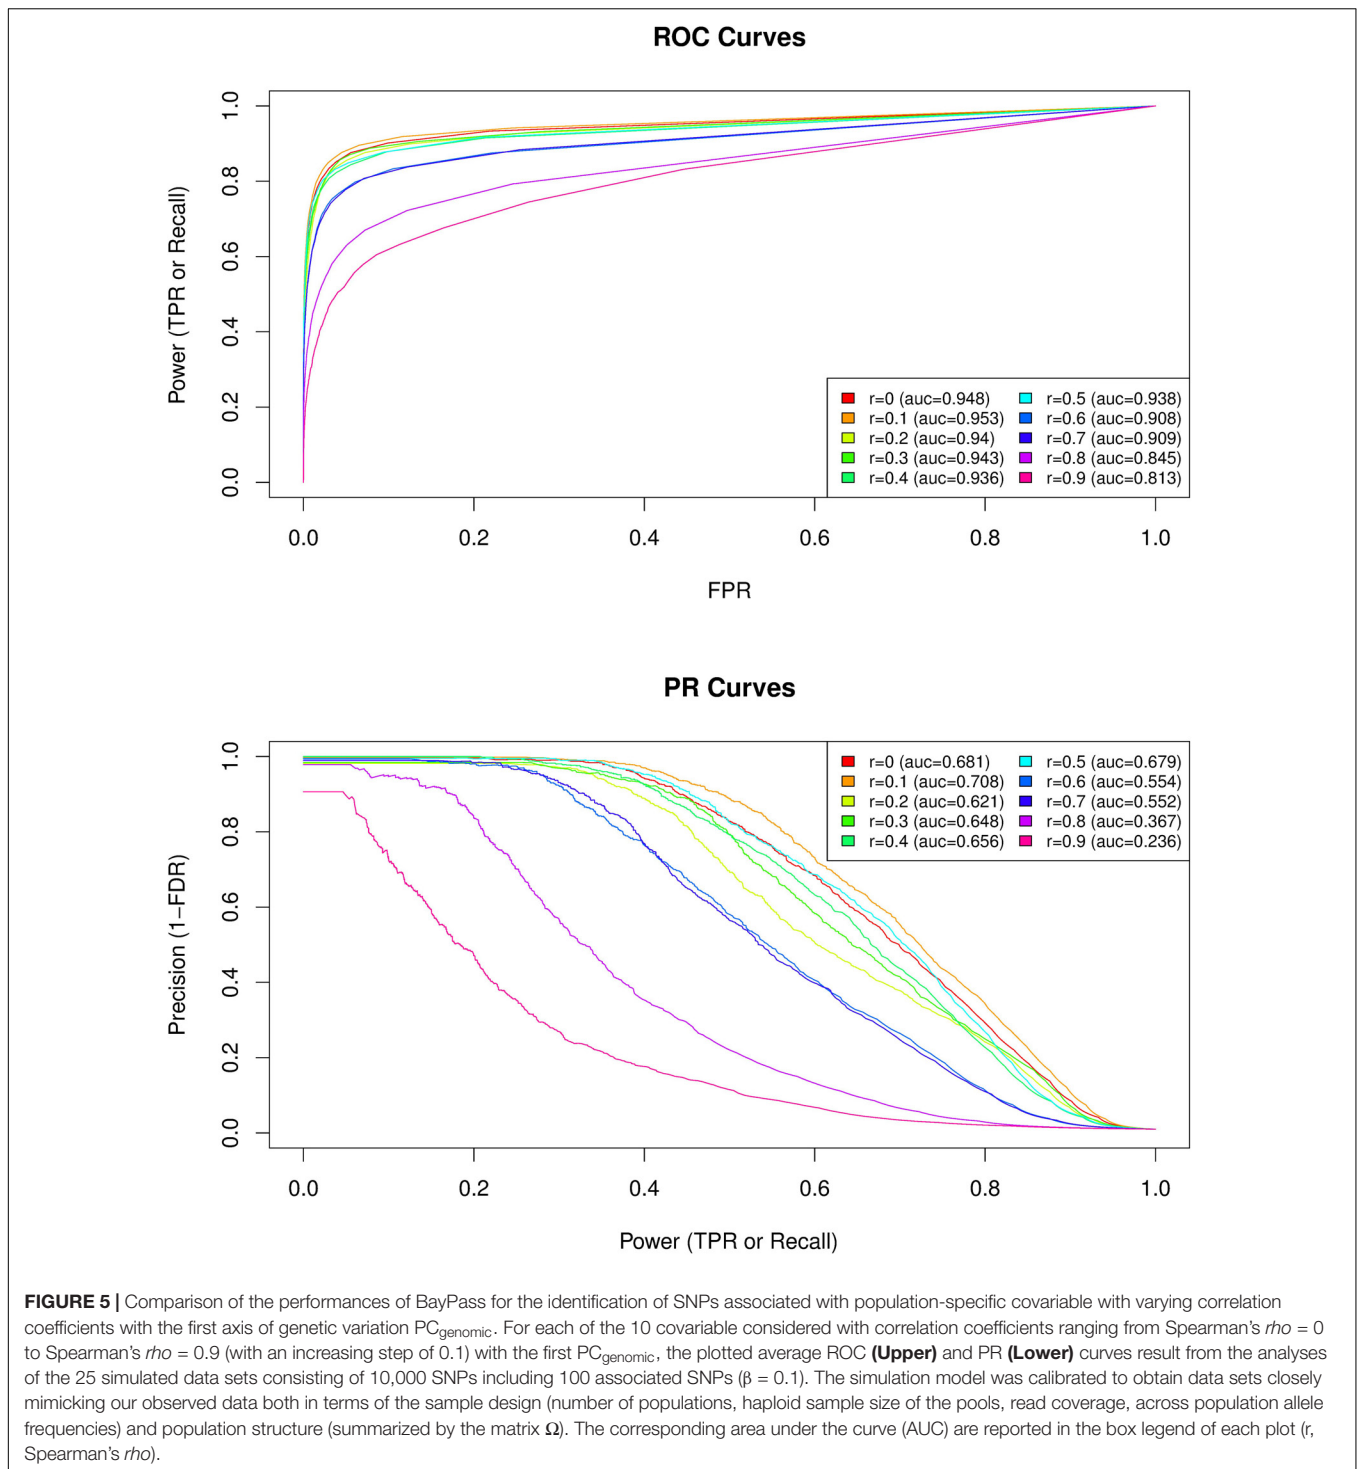 ROC Curves
1.0
0.8
0.6
0.4
0.2
0.0
Power (TPR or Recall)
r=0 (auc=0.948)
r=0.1 (auc=0.953)
r=0.2 (auc=0.94)
r=0.3 (auc=0.943)
r=0.4 (auc=0.936)
r=0.5 (auc=0.938)
r=0.6 (auc=0.908)
r=0.7 (auc=0.909)
r=0.8 (auc=0.845)
r=0.9 (auc=0.813)
0.0 0.2 0.4 0.6 0.8 1.0
FPR
PR Curves
1.0
0.8
0.6
0.4
0.2
0.0
Precision (1−FDR)
r=0 (auc=0.681)
r=0.1 (auc=0.708)
r=0.2 (auc=0.621)
r=0.3 (auc=0.648)
r=0.4 (auc=0.656)
r=0.5 (auc=0.679)
r=0.6 (auc=0.554)
r=0.7 (auc=0.552)
r=0.8 (auc=0.367)
r=0.9 (auc=0.236)
0.0 0.2 0.4 0.6 0.8 1.0
Power (TPR or Recall)
FIGURE 5 | Comparison of the performances of BayPass for the identification of SNPs associated with population-specific covariable with varying correlation
coefficients with the first axis of genetic variation PCgenomic. For each of the 10 covariable considered with correlation coefficients ranging from Spearman's rho = 0
to Spearman's rho = 0.9 (with an increasing step of 0.1) with the first PCgenomic, the plotted average ROC (Upper) and PR (Lower) curves result from the analyses
of the 25 simulated data sets consisting of 10,000 SNPs including 100 associated SNPs (β = 0.1). The simulation model was calibrated to obtain data sets closely
mimicking our observed data both in terms of the sample design (number of populations, haploid sample size of the pools, read coverage, across population allele
frequencies) and population structure (summarized by the matrix Ω). The corresponding area under the curve (AUC) are reported in the box legend of each plot (r,
Spearman's rho).